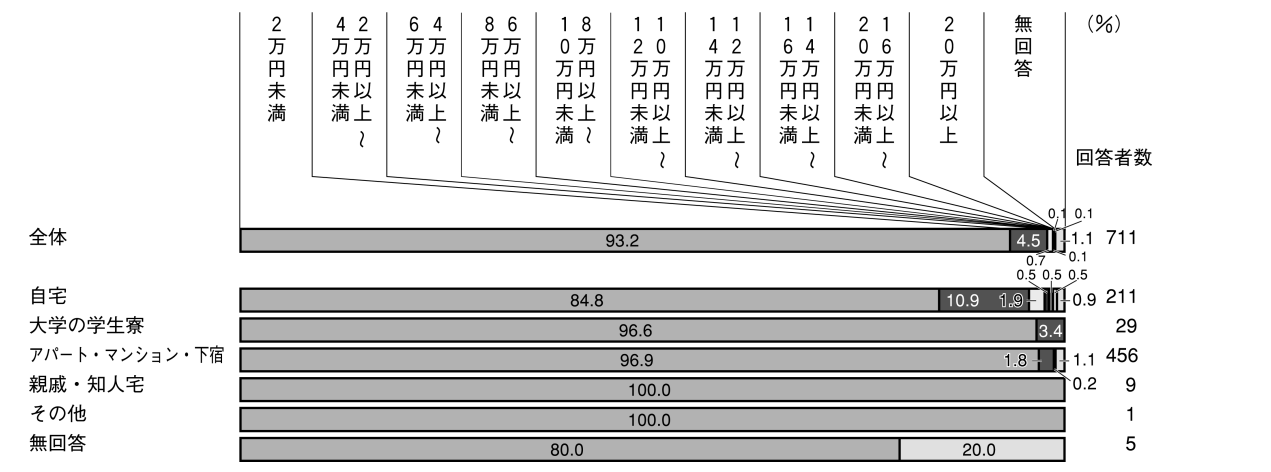 2万円未満
2万円以上～4万円未満
4万円以上～6万円未満
6万円以上～8万円未満
8万円以上～10万円未満
10万円以上～12万円未満
12万円以上～14万円未満
14万円以上～16万円未満
16万円以上～20万円未満
20万円以上
無回答
(%)
回答者数
0.1 0.1
全体 93.2 4.5 1.1 711
0.7 0.1
0.5 0.5 0.5
自宅 84.8 10.9 1.9 0.9 211
大学の学生寮 96.6 3.4 29
アパート・マンション・下宿 96.9 1.8 1.1 456
0.2
親戚・知人宅 100.0 9
その他 100.0 1
無回答 80.0 20.0 5